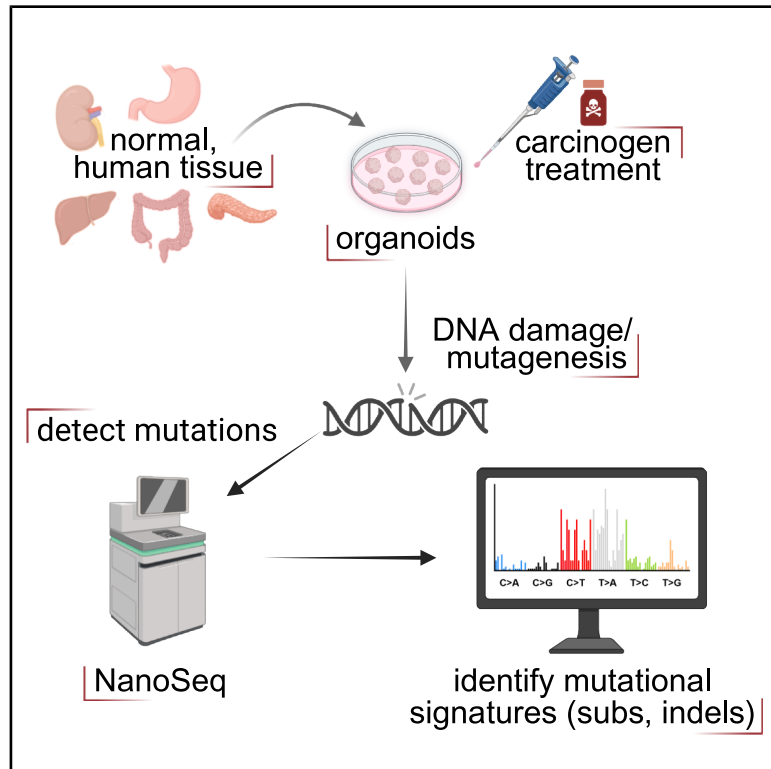 normal,
human tissue
carcinogen
treatment
organoids
DNA damage/
mutagenesis
detect mutations
C>A C>G C>T T>A T>C T>G
NanoSeq
identify mutational
signatures (subs, indels)